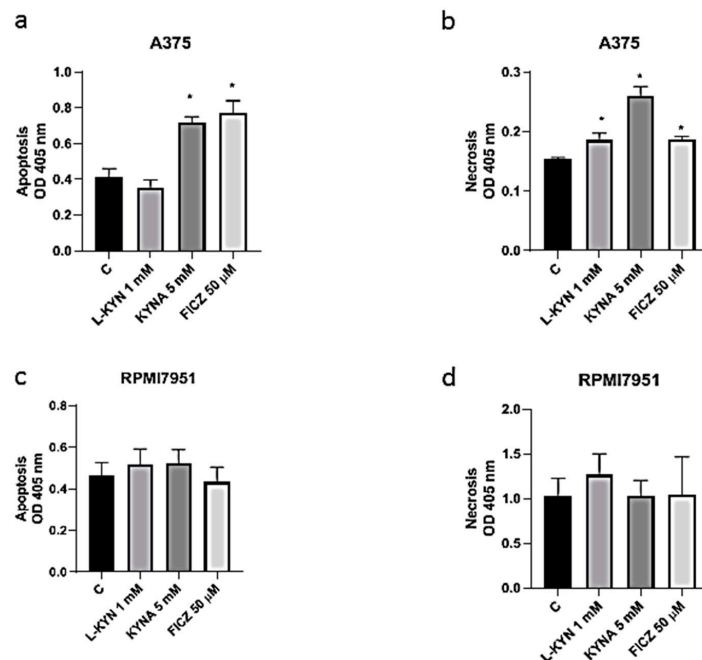 a
A375
Apoptosis
OD 405 nm
1.0
0.8
0.6
0.4
0.2
0.0
* *
C
L-KYN 1 mM
KYNA 5 mM
FICZ 50 μM
b
A375
Necrosis
OD 405 nm
0.3
0.2
0.1
0.0
* * *
C
L-KYN 1 mM
KYNA 5 mM
FICZ 50 μM
c
RPMI7951
Apoptosis
OD 405 nm
0.8
0.6
0.4
0.2
0.0
C
L-KYN 1 mM
KYNA 5 mM
FICZ 50 μM
d
RPMI7951
Necrosis
OD 405 nm
2.0
1.5
1.0
0.5
0.0
C
L-KYN 1 mM
KYNA 5 mM
FICZ 50 μM